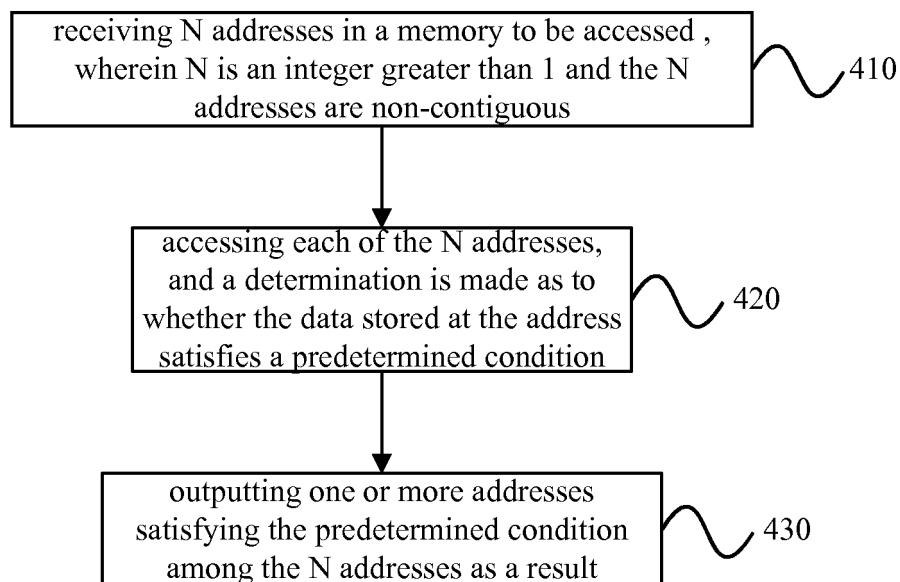 receiving N addresses in a memory to be accessed ,
wherein N is an integer greater than 1 and the N
addresses are non-contiguous
410
accessing each of the N addresses,
and a determination is made as to
whether the data stored at the address
satisfies a predetermined condition
420
outputting one or more addresses
satisfying the predetermined condition
among the N addresses as a result
430